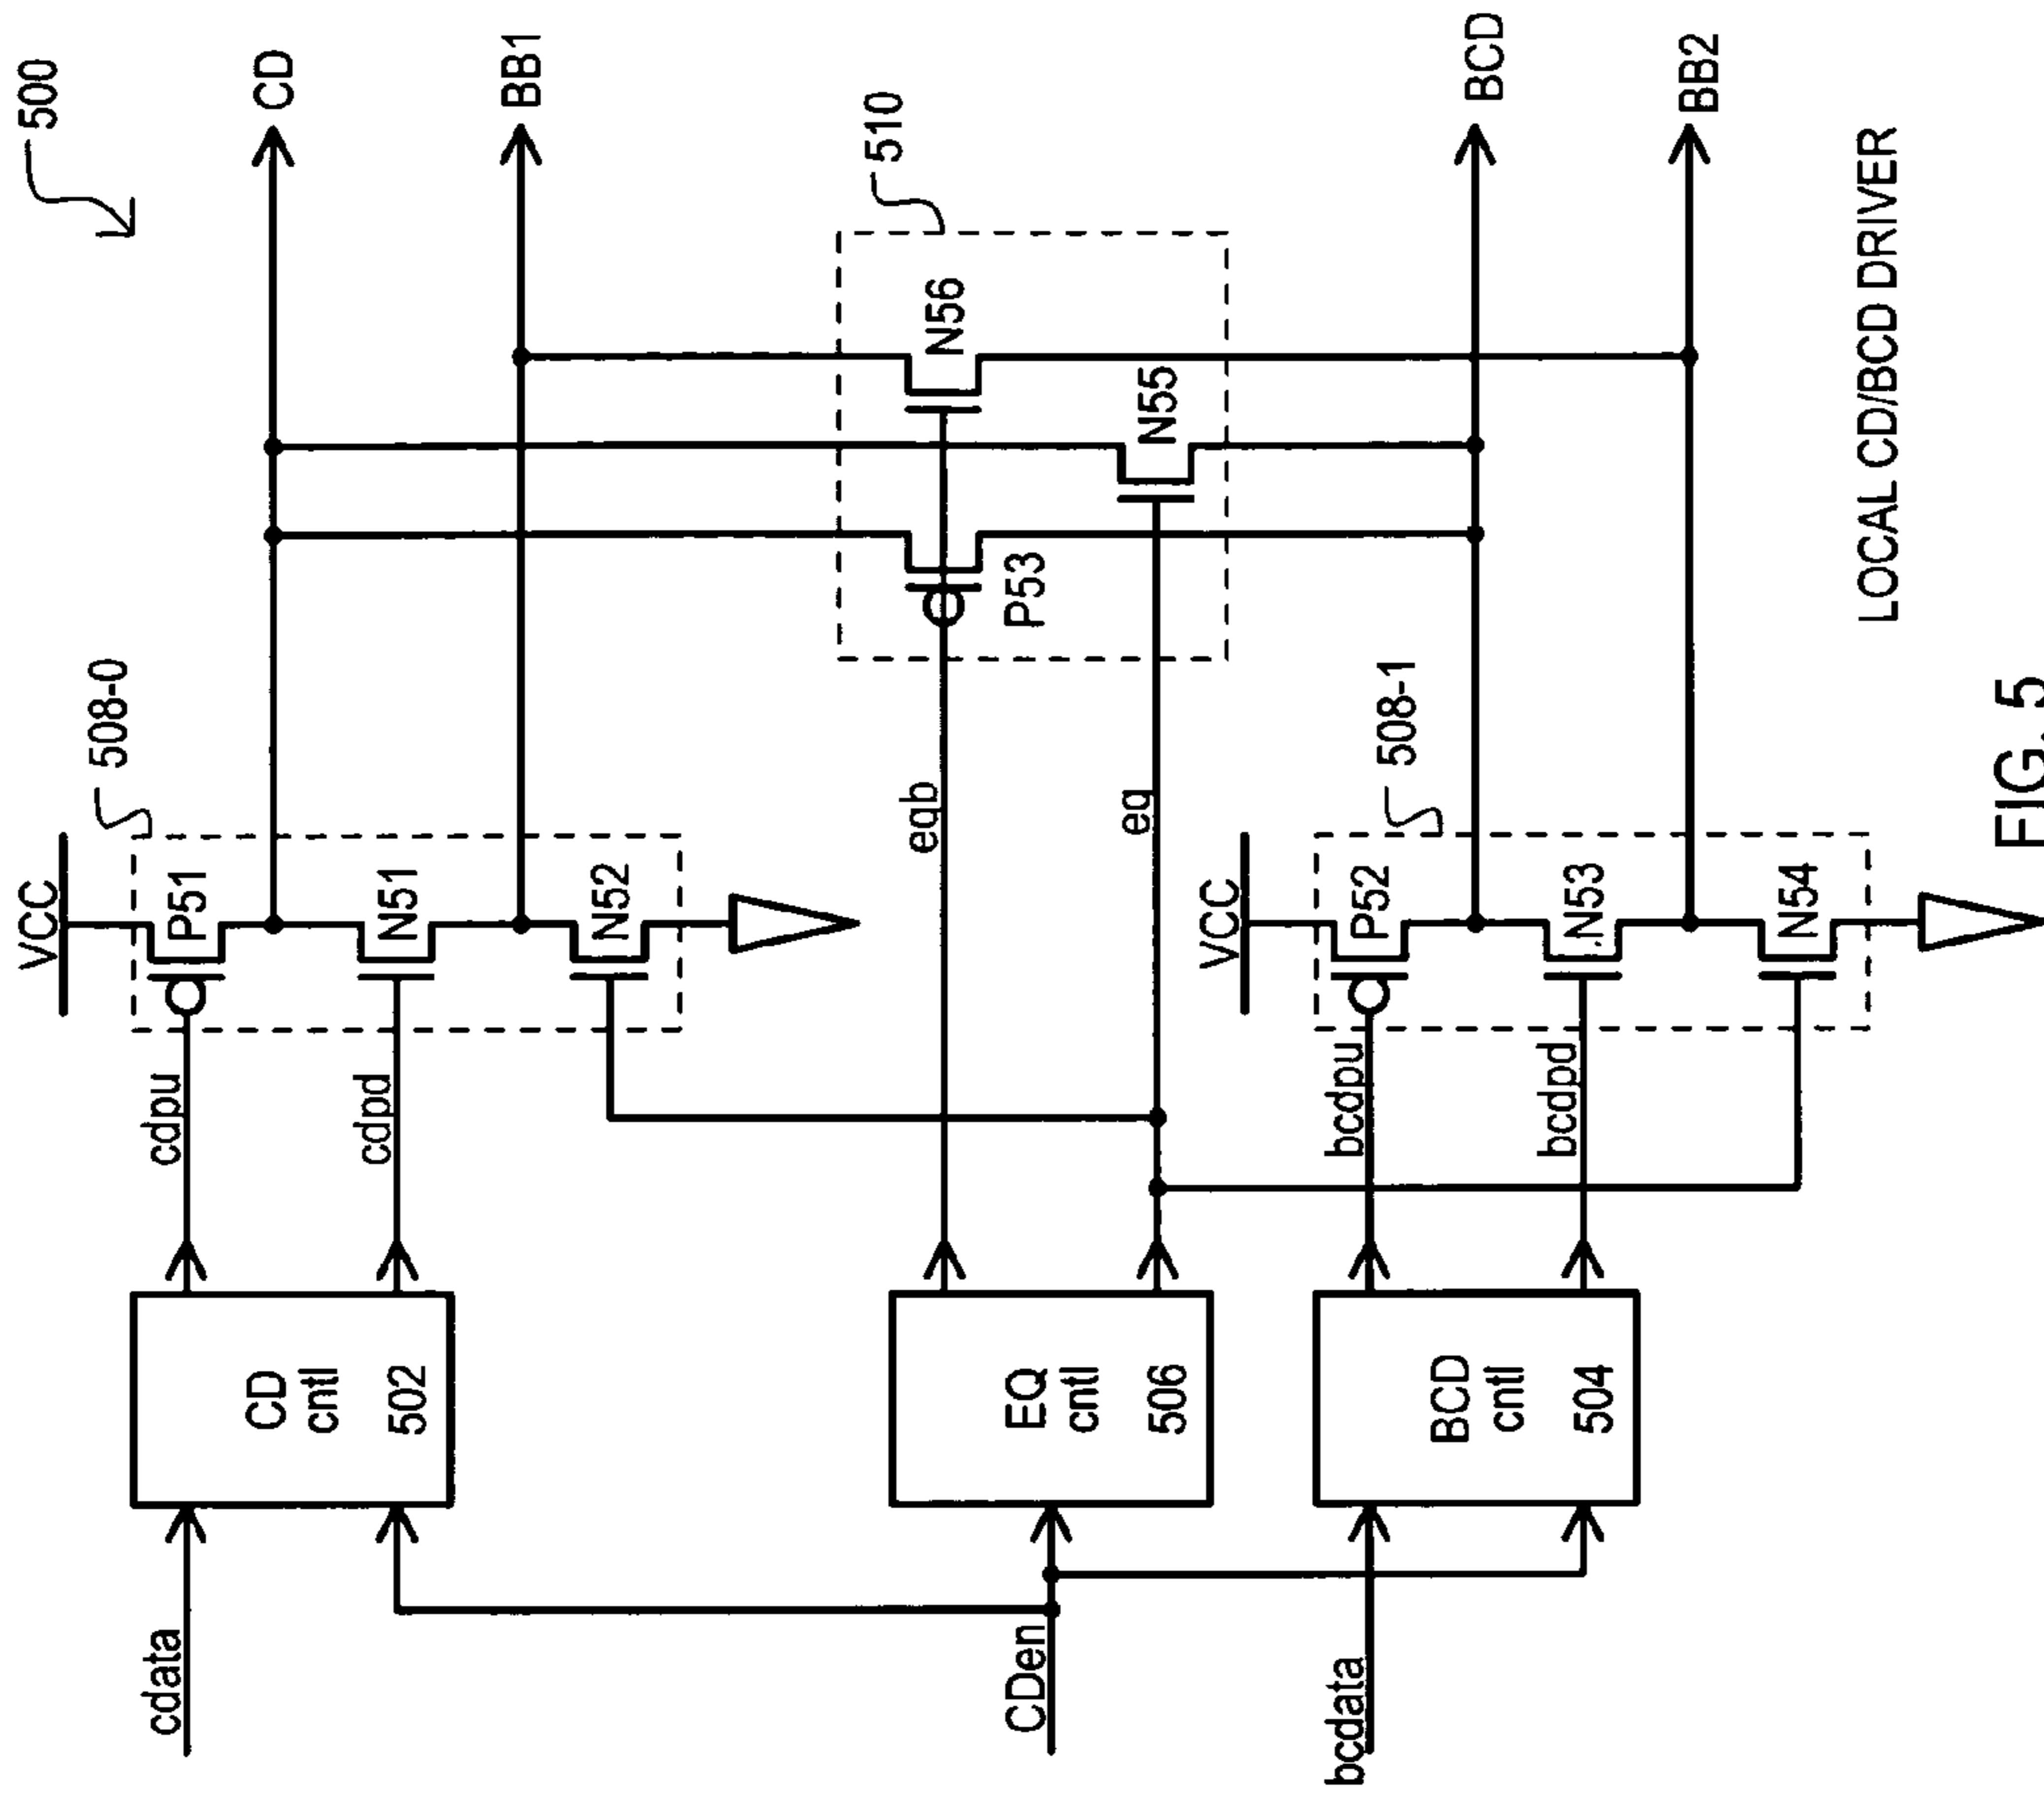 500
CD
BB1
510
N56
N55
P53
BCD
BB2
LOCAL CD/BCD DRIVER
508-0
VCC
P51
N51
N52
eqb
eq
508-1
VCC
P52
N53
N54
cdpu
cdpd
bcdpu
bcdpd
CD
cntl
502
EQ
cntl
506
BCD
cntl
504
cdata
CDen
bcdata
FIG. 5